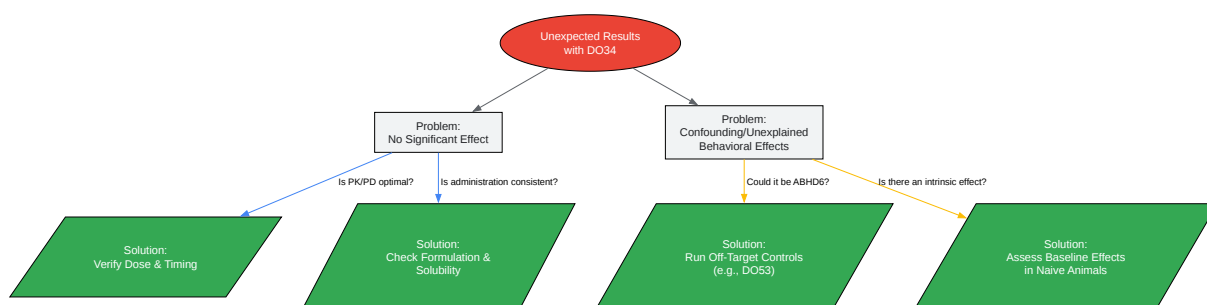 Unexpected Results
with DO34
Problem:
No Significant Effect
Problem:
Confounding/Unexplained
Behavioral Effects
Is PK/PD optimal?
Is administration consistent?
Could it be ABHD6?
Is there an intrinsic effect?
Solution:
Verify Dose & Timing
Solution:
Check Formulation &
Solubility
Solution:
Run Off-Target Controls
(e.g., DO53)
Solution:
Assess Baseline Effects
in Naive Animals